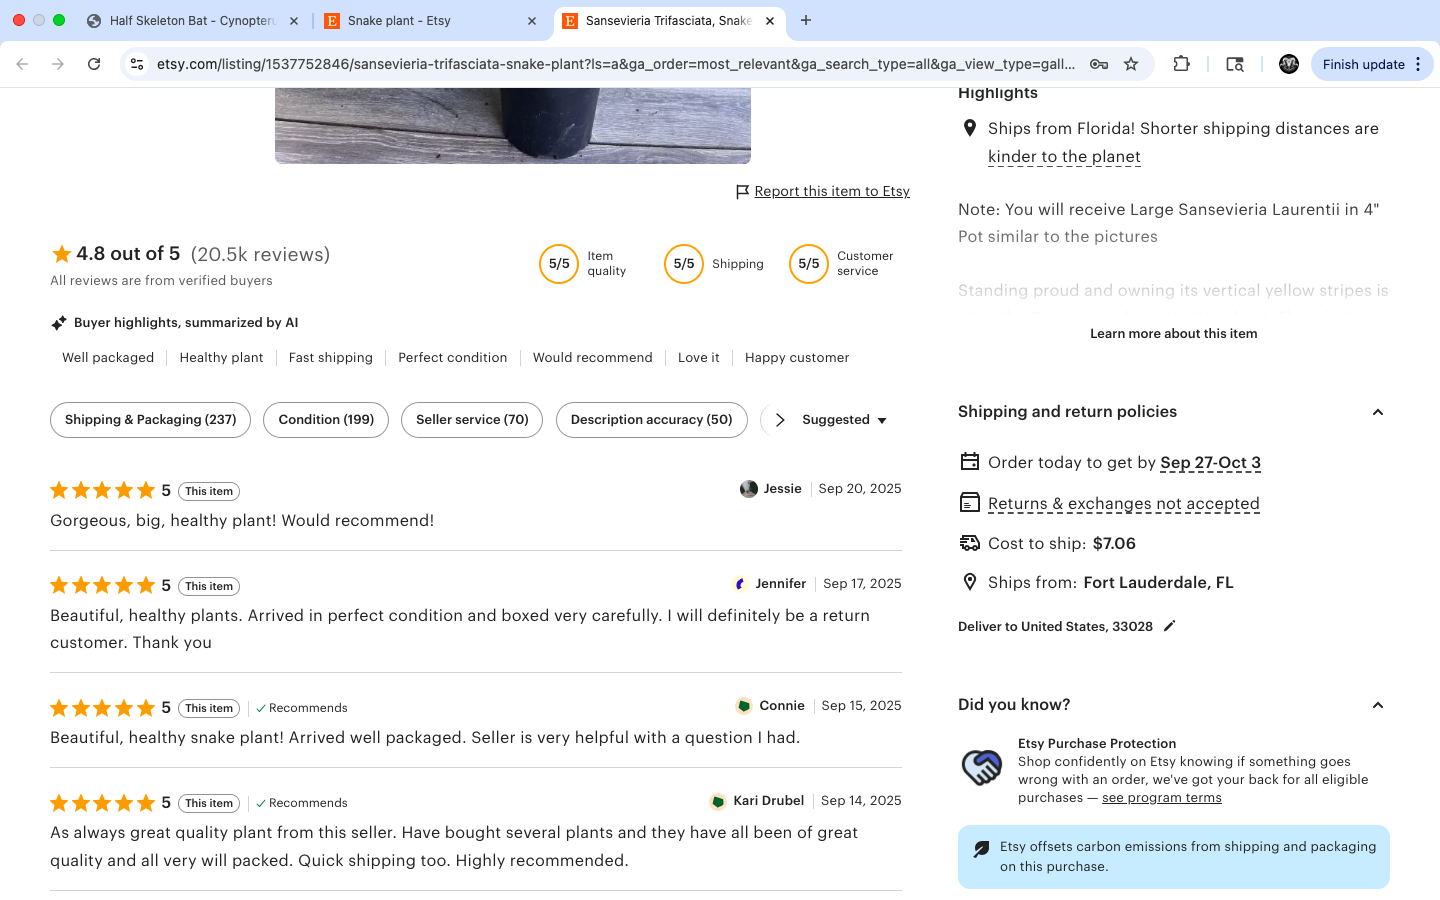 Half Skeleton Bat - Cynopter
Snake plant - Etsy
Sansevieria Trifasciata, Snake
etsy.com/listing/1537752846/sansevieria-trifasciata-snake-plant?ls=a&ga_order=most_relevant&ga_search_type=all&ga_view_type=gall...
Finish update
Report this item to Etsy
4.8 out of 5 (20.5k reviews)
All reviews are from verified buyers
5/5 Item quality
5/5 Shipping
5/5 Customer service
Buyer highlights, summarized by AI
Well packaged
Healthy plant
Fast shipping
Perfect condition
Would recommend
Love it
Happy customer
Shipping & Packaging (237)
Condition (199)
Seller service (70)
Description accuracy (50)
Suggested
5 This item
Jessie Sep 20, 2025
Gorgeous, big, healthy plant! Would recommend!
5 This item
Jennifer Sep 17, 2025
Beautiful, healthy plants. Arrived in perfect condition and boxed very carefully. I will definitely be a return
customer. Thank you
5 This item Recommends
Connie Sep 15, 2025
Beautiful, healthy snake plant! Arrived well packaged. Seller is very helpful with a question I had.
5 This item Recommends
Kari Drubel Sep 14, 2025
As always great quality plant from this seller. Have bought several plants and they have all been of great
quality and all very will packed. Quick shipping too. Highly recommended.
Highlights
Ships from Florida! Shorter shipping distances are
kinder to the planet
Note: You will receive Large Sansevieria Laurentii in 4"
Pot similar to the pictures
Standing proud and owning its vertical yellow stripes is
Learn more about this item
Shipping and return policies
Order today to get by Sep 27-Oct 3
Returns & exchanges not accepted
Cost to ship: $7.06
Ships from: Fort Lauderdale, FL
Deliver to United States, 33028
Did you know?
Etsy Purchase Protection
Shop confidently on Etsy knowing if something goes
wrong with an order, we've got your back for all eligible
purchases — see program terms
Etsy offsets carbon emissions from shipping and packaging
on this purchase.